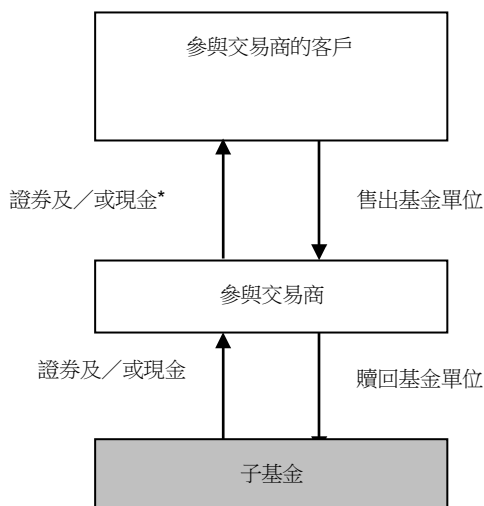 參與交易商的客戶
證券及／或現金*
售出基金單位
參與交易商
證券及／或現金
贖回基金單位
子基金